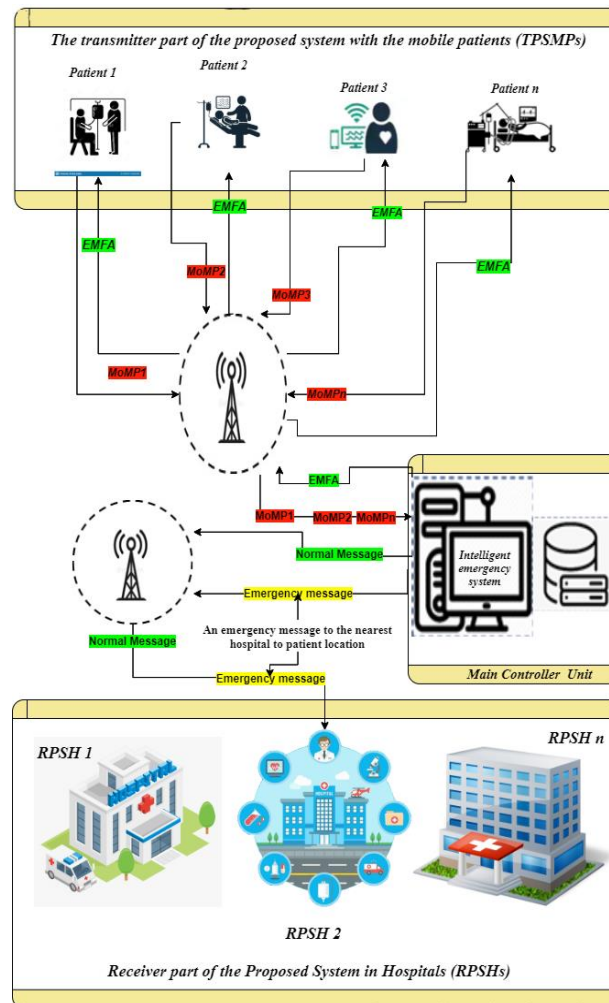 The transmitter part of the proposed system with the mobile patients (TPSMPs)
Patient 1
Patient 2
Patient 3
Patient n
EMFA
EMFA
EMFA
EMFA
MoMP2
MoMP3
MoMP1
MoMPn
EMFA
MoMP1 MoMP2 MoMPn
Normal Message
Intelligent
emergency
system
Emergency message
An emergency message to the nearest
hospital to patient location
Normal Message
Emergency message
Main Controller Unit
RPSH 1
RPSH n
HOSPITAL
RPSH 2
Receiver part of the Proposed System in Hospitals (RPSHs)